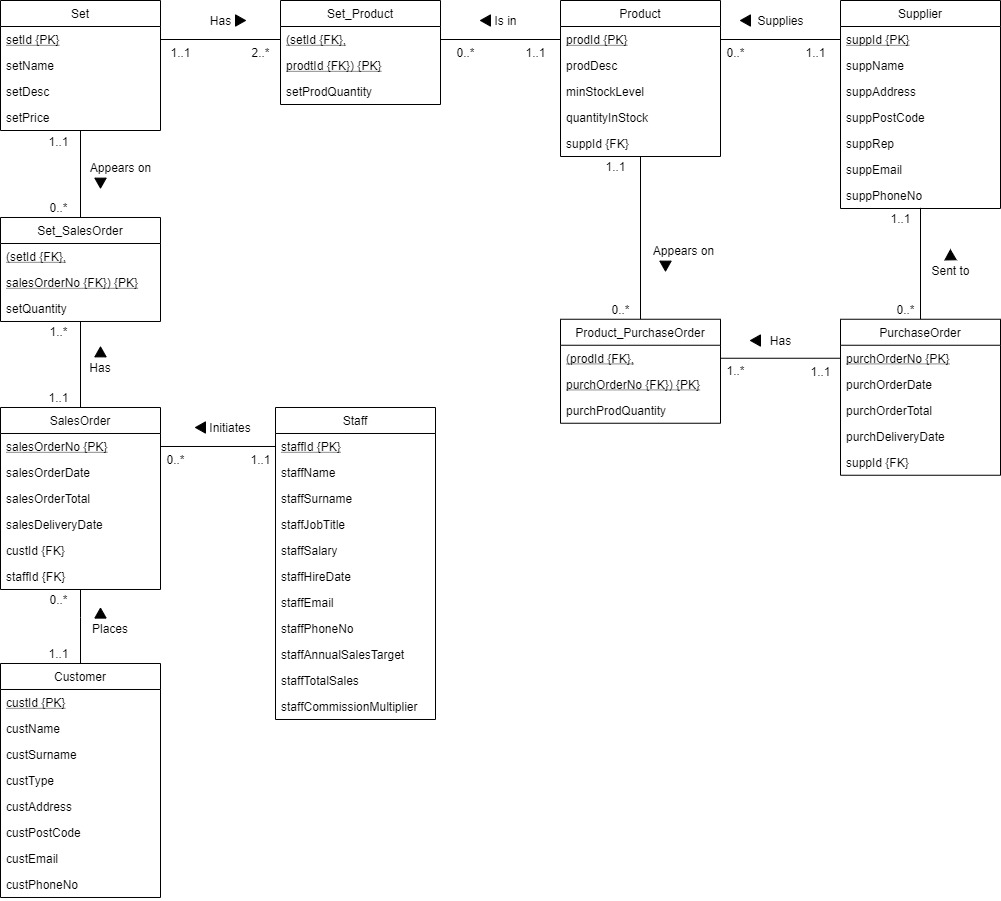 Set
setId {PK}
setName
setDesc
setPrice
Has
1..1
2..*
Set_Product
(setId {FK},
prodtId {FK}) {PK}
setProdQuantity
Is in
0..*
1..1
Product
prodId {PK}
prodDesc
minStockLevel
quantityInStock
suppId {FK}
Supplies
0..*
1..1
Supplier
suppId {PK}
suppName
suppAddress
suppPostCode
suppRep
suppEmail
suppPhoneNo
1..1
Appears on
0..*
1..1
Appears on
0..*
1..1
Sent to
0..*
Set_SalesOrder
(setId {FK},
salesOrderNo {FK}) {PK}
setQuantity
Product_PurchaseOrder
(prodId {FK},
purchOrderNo {FK}) {PK}
purchProdQuantity
Has
1..*
1..1
PurchaseOrder
purchOrderNo {PK}
purchOrderDate
purchOrderTotal
purchDeliveryDate
suppId {FK}
1..*
Has
1..1
SalesOrder
salesOrderNo {PK}
salesOrderDate
salesOrderTotal
salesDeliveryDate
custId {FK}
staffId {FK}
Initiates
0..*
1..1
Staff
staffId {PK}
staffName
staffSurname
staffJobTitle
staffSalary
staffHireDate
staffEmail
staffPhoneNo
staffAnnualSalesTarget
staffTotalSales
staffCommissionMultiplier
0..*
Places
1..1
Customer
custId {PK}
custName
custSurname
custType
custAddress
custPostCode
custEmail
custPhoneNo